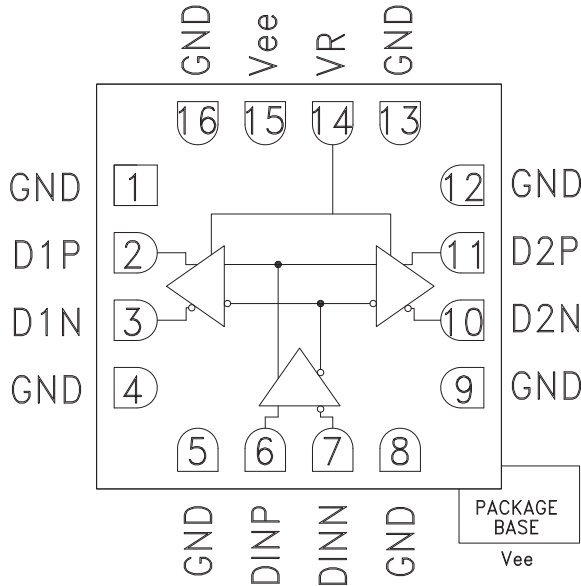 GND
Vee
VR
GND
16
15
14
13
GND
1
12
GND
D1P
2
11
D2P
D1N
3
10
D2N
GND
4
9
GND
5
6
7
8
GND
DINP
DINN
GND
PACKAGE
BASE
Vee